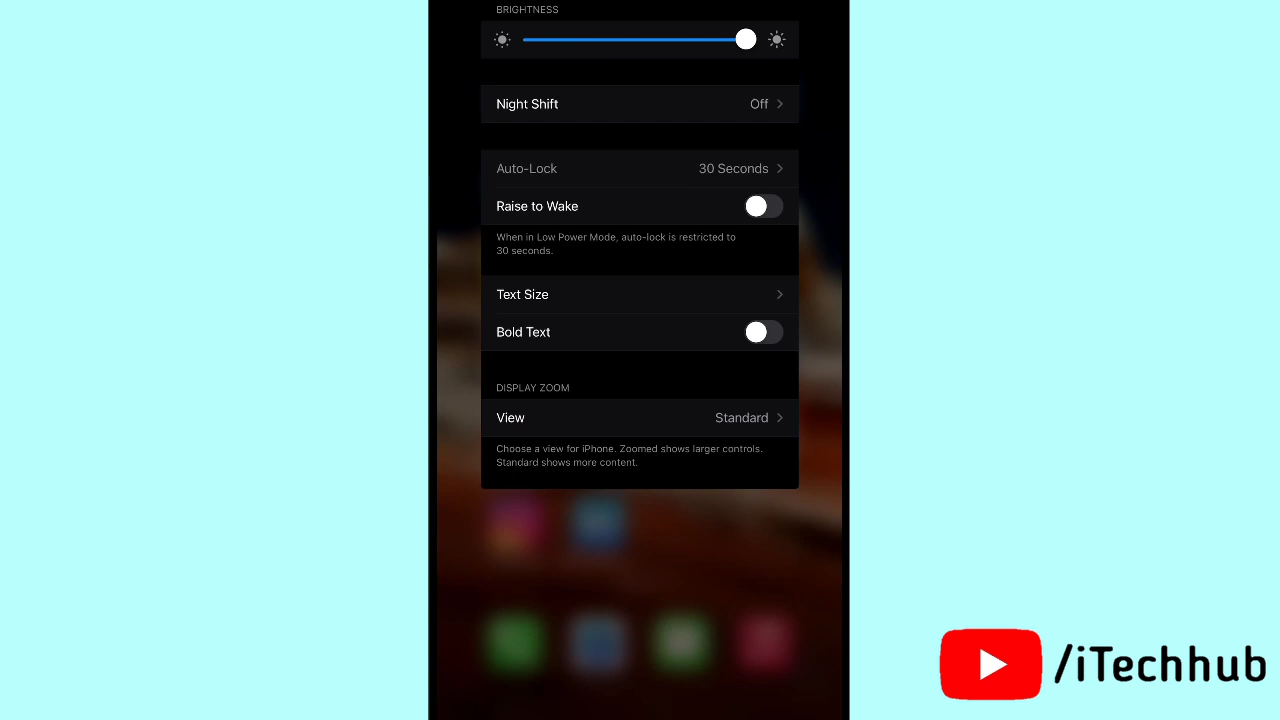 BRIGHTNESS
Night Shift Off
Auto-Lock 30 Seconds
Raise to Wake
When in Low Power Mode, auto-lock is restricted to
30 seconds.
Text Size
Bold Text
DISPLAY ZOOM
View Standard
Choose a view for iPhone. Zoomed shows larger controls.
Standard shows more content.
/iTechhub